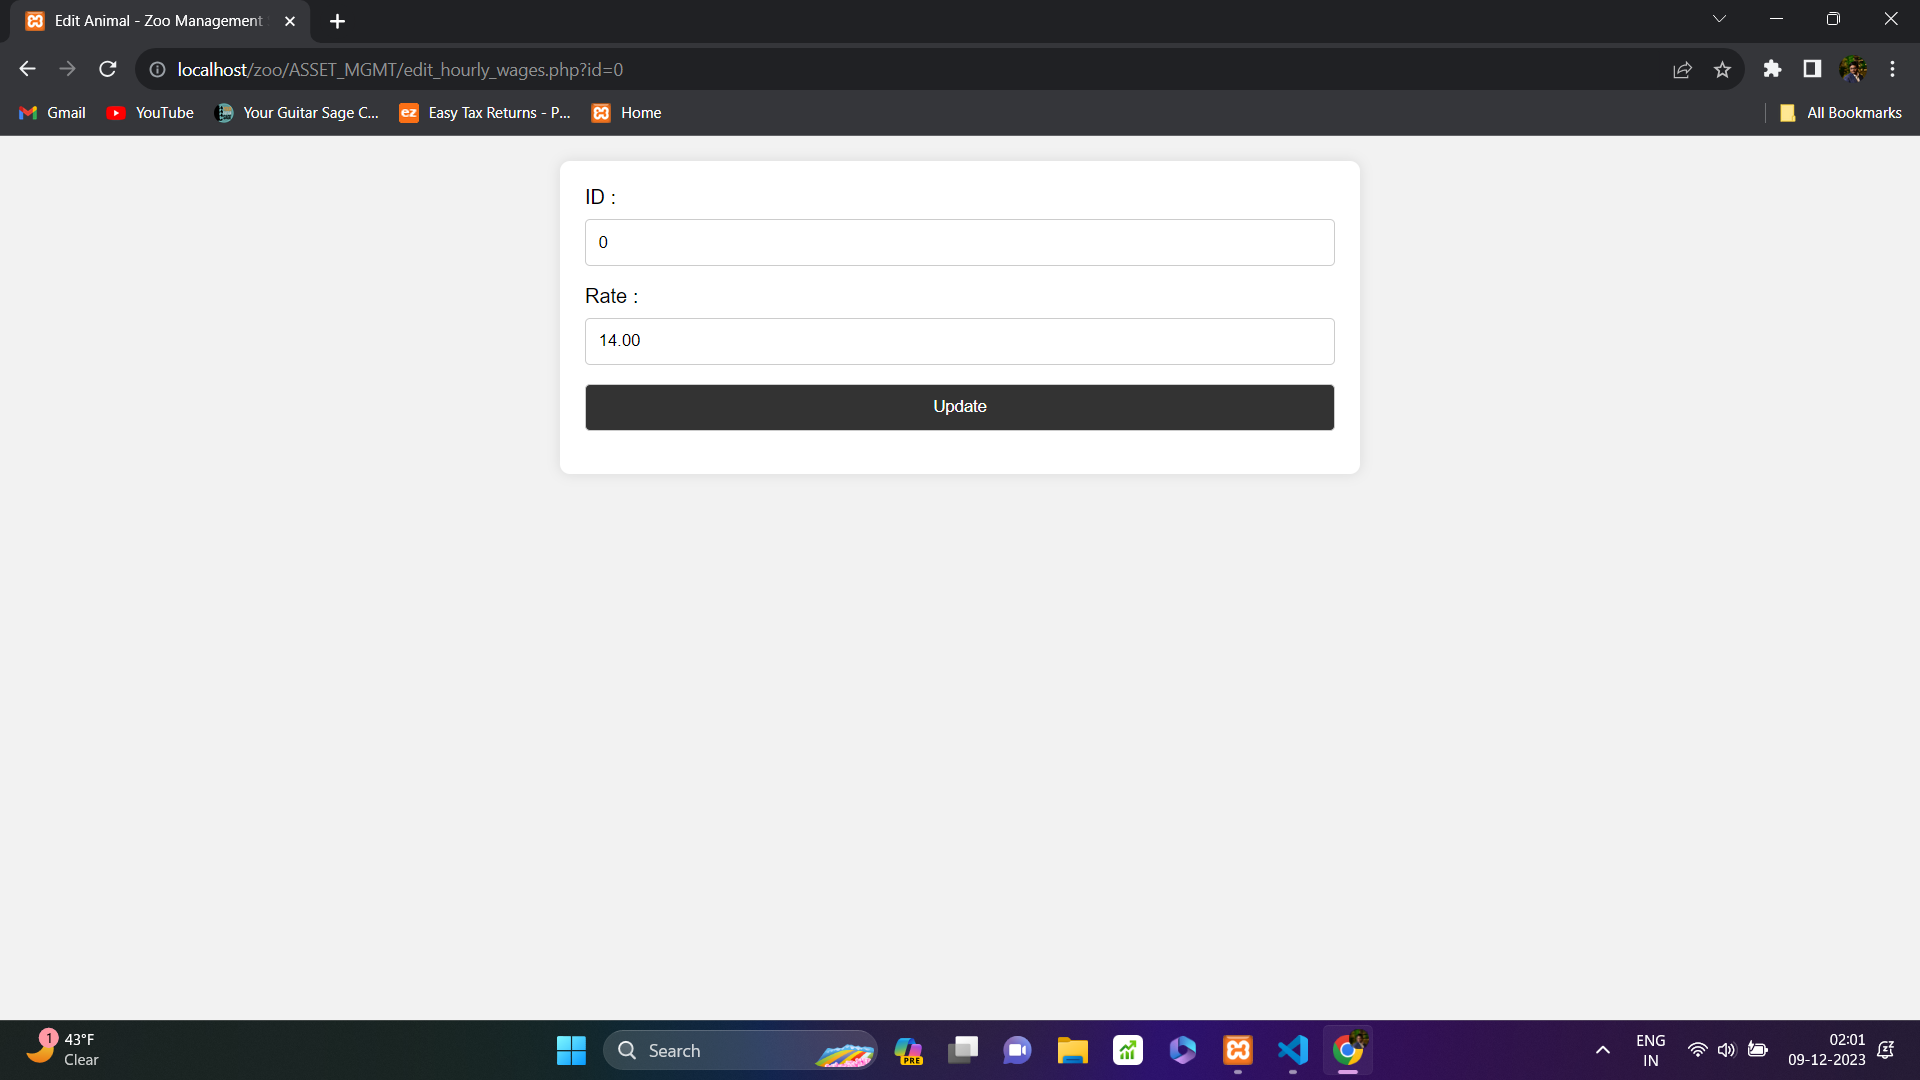 Edit Animal - Zoo Management
localhost/zoo/ASSET_MGMT/edit_hourly_wages.php?id=0
Gmail
YouTube
Your Guitar Sage C...
ez
Easy Tax Returns - P...
Home
All Bookmarks
ID :
0
Rate :
14.00
Update
1
43°F
Clear
Search
PRE
ENG
IN
02:01
09-12-2023